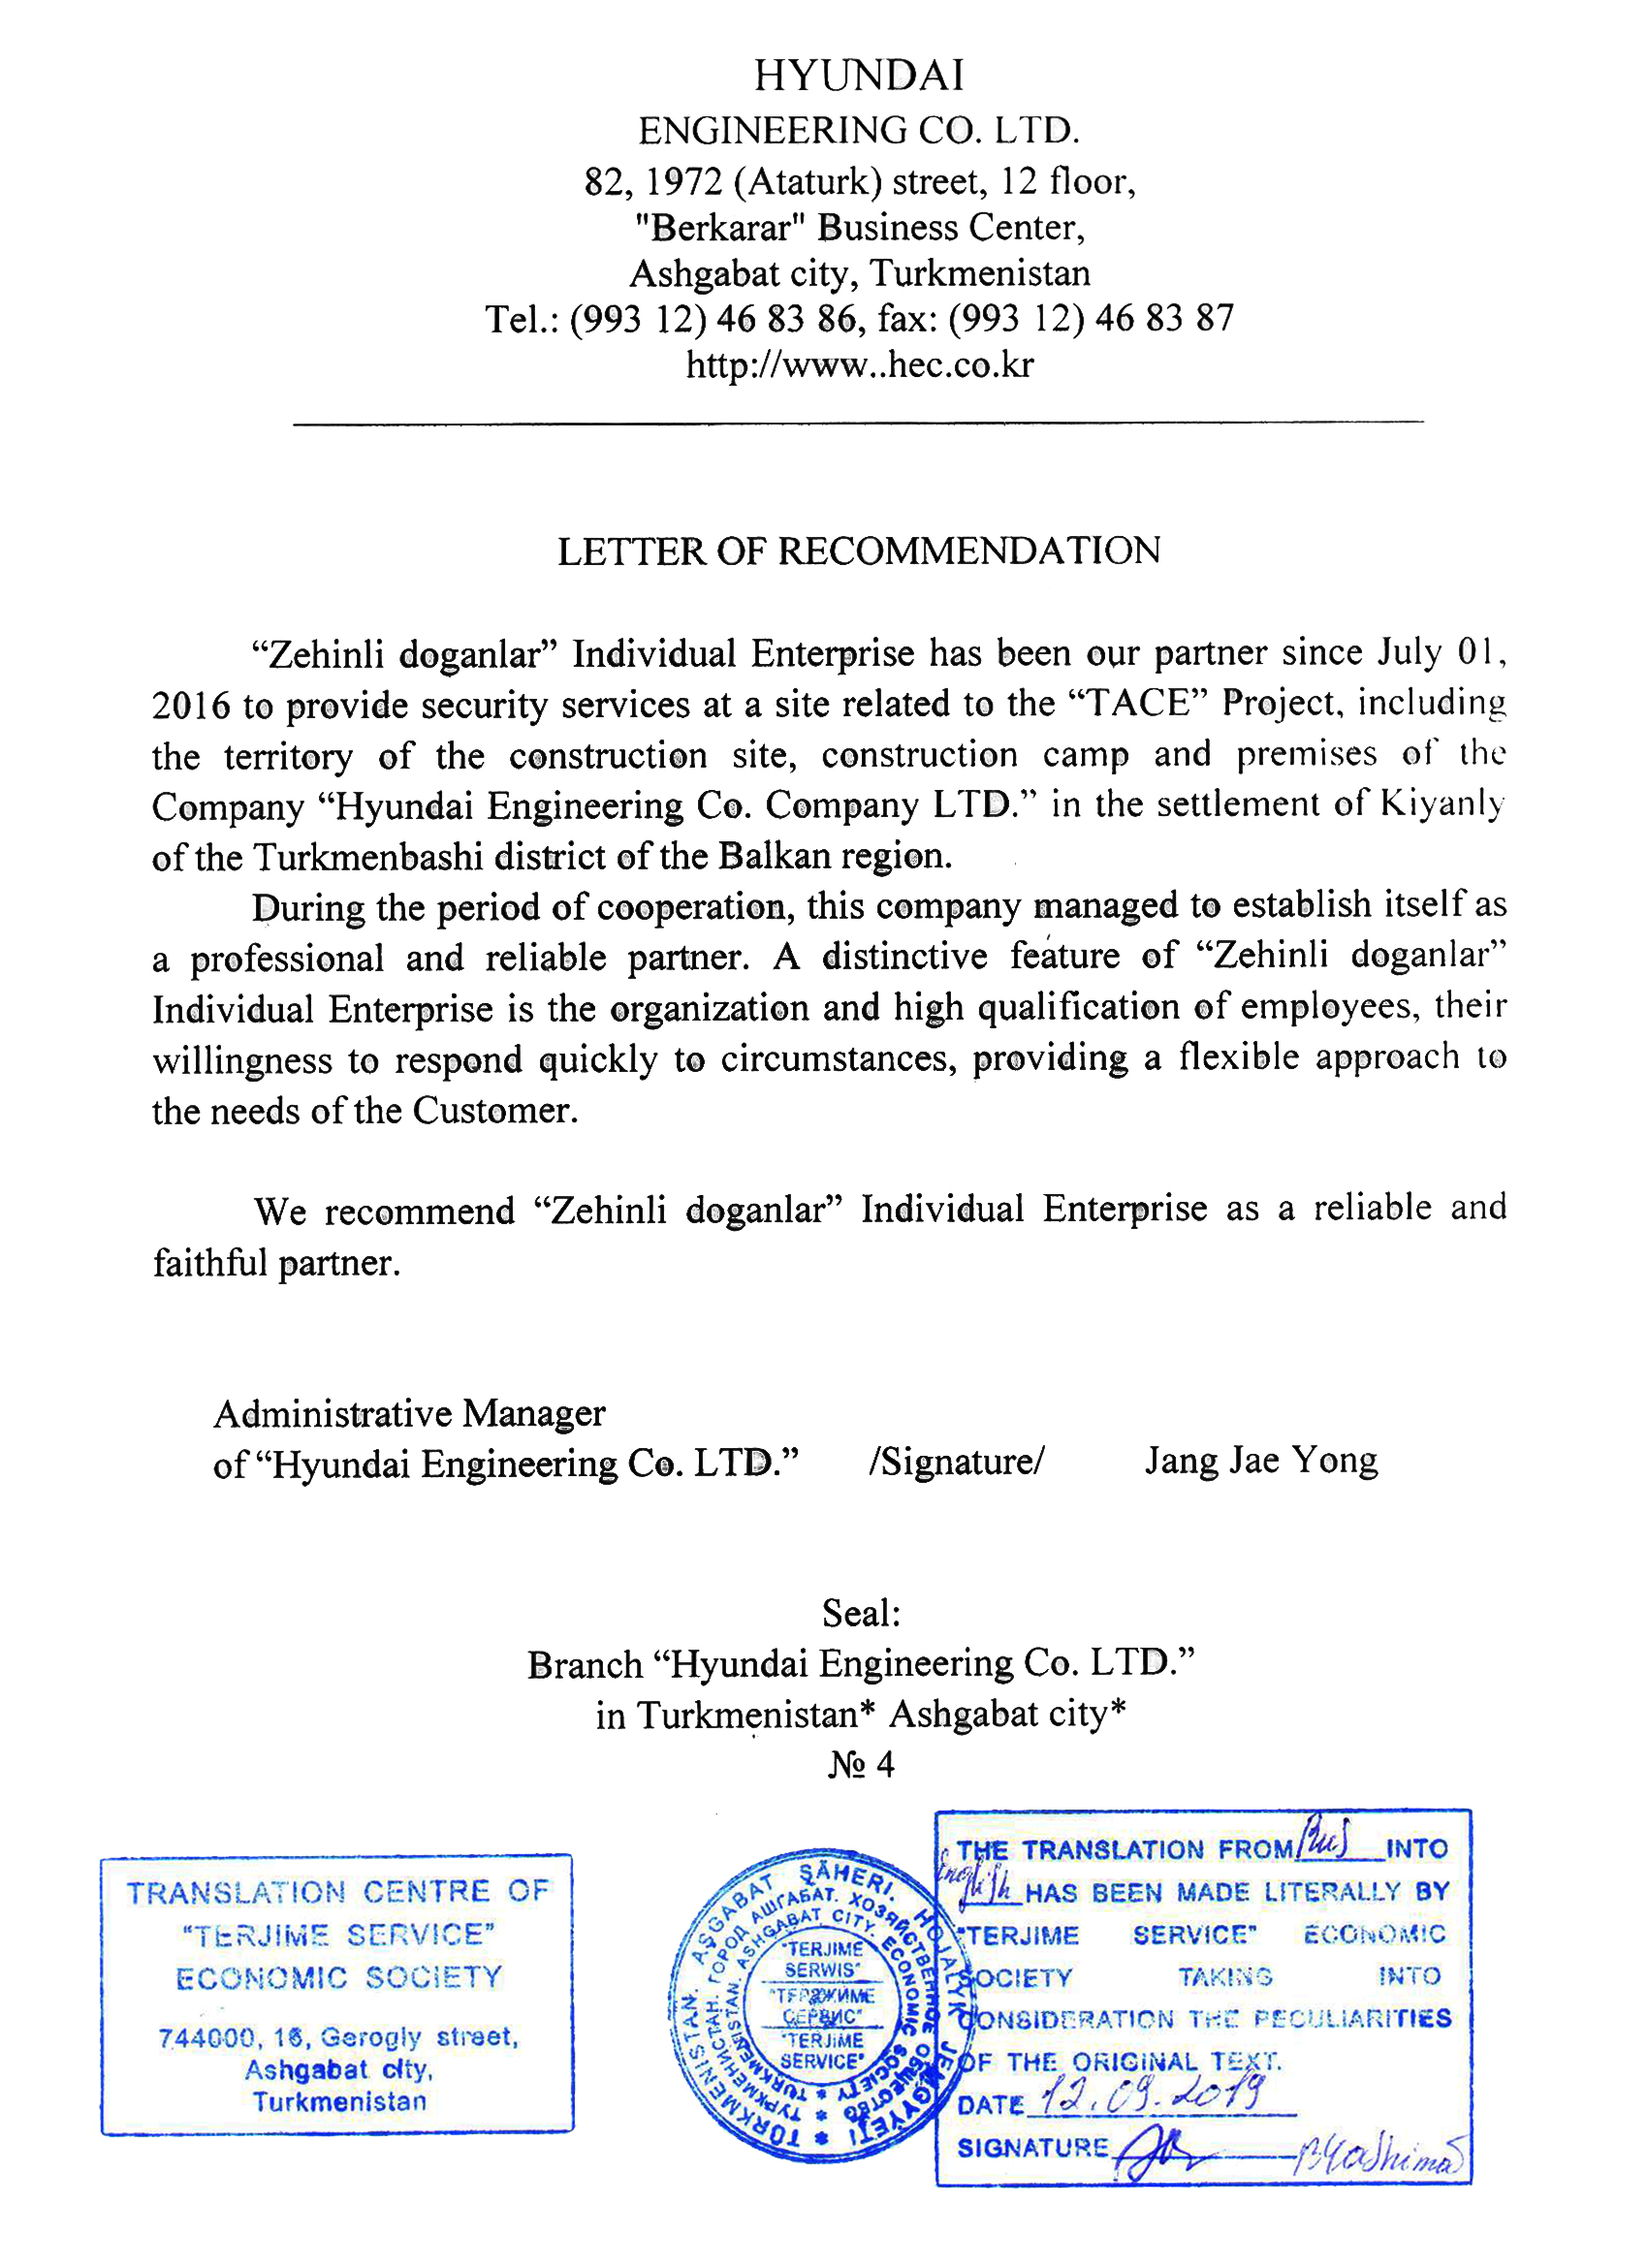 HYUNDAI
ENGINEERING CO. LTD.
82, 1972 (Ataturk) street, 12 floor,
"Berkarar" Business Center,
Ashgabat city, Turkmenistan
Tel.: (993 12) 46 83 86, fax: (993 12) 46 83 87
http://www..hec.co.kr
LETTER OF RECOMMENDATION
“Zehinli doganlar” Individual Enterprise has been our partner since July 01,
2016 to provide security services at a site related to the “TACE” Project, including
the territory of the construction site, construction camp and premises of the
Company “Hyundai Engineering Co. Company LTD.” in the settlement of Kiyanly
of the Turkmenbashi district of the Balkan region.
During the period of cooperation, this company managed to establish itself as
a professional and reliable partner. A distinctive feature of “Zehinli doganlar”
Individual Enterprise is the organization and high qualification of employees, their
willingness to respond quickly to circumstances, providing a flexible approach to
the needs of the Customer.
We recommend “Zehinli doganlar” Individual Enterprise as a reliable and
faithful partner.
Administrative Manager
of “Hyundai Engineering Co. LTD.” /Signature/ Jang Jae Yong
Seal:
Branch “Hyundai Engineering Co. LTD.”
in Turkmenistan* Ashgabat city*
№ 4
TRANSLATION CENTRE OF
"TERJIME SERVICE"
ECONOMIC SOCIETY
744000, 16, Gerogly street,
Ashgabat city,
Turkmenistan
TÜRKMENISTAN. AŞGABAT ŞÄHERI. HOJALYK JEMGYÝETI *
ТУРКМЕНИСТАН. ГОРОД АШГАБАТ. ХОЗЯЙСТВЕННОЕ ОБЩЕСТВО *
TURKMENISTAN. ASHGABAT CITY. ECONOMIC SOCIETY *
"TERJIME
SERWIS"
"ТЕРДЖИМЕ
СЕРВИС"
"TERJIME
SERVICE"
THE TRANSLATION FROM Rus INTO
English HAS BEEN MADE LITERALLY BY
"TERJIME SERVICE" ECONOMIC
SOCIETY TAKING INTO
CONSIDERATION THE PECULIARITIES
OF THE ORIGINAL TEXT.
DATE 12.09.2019
SIGNATURE